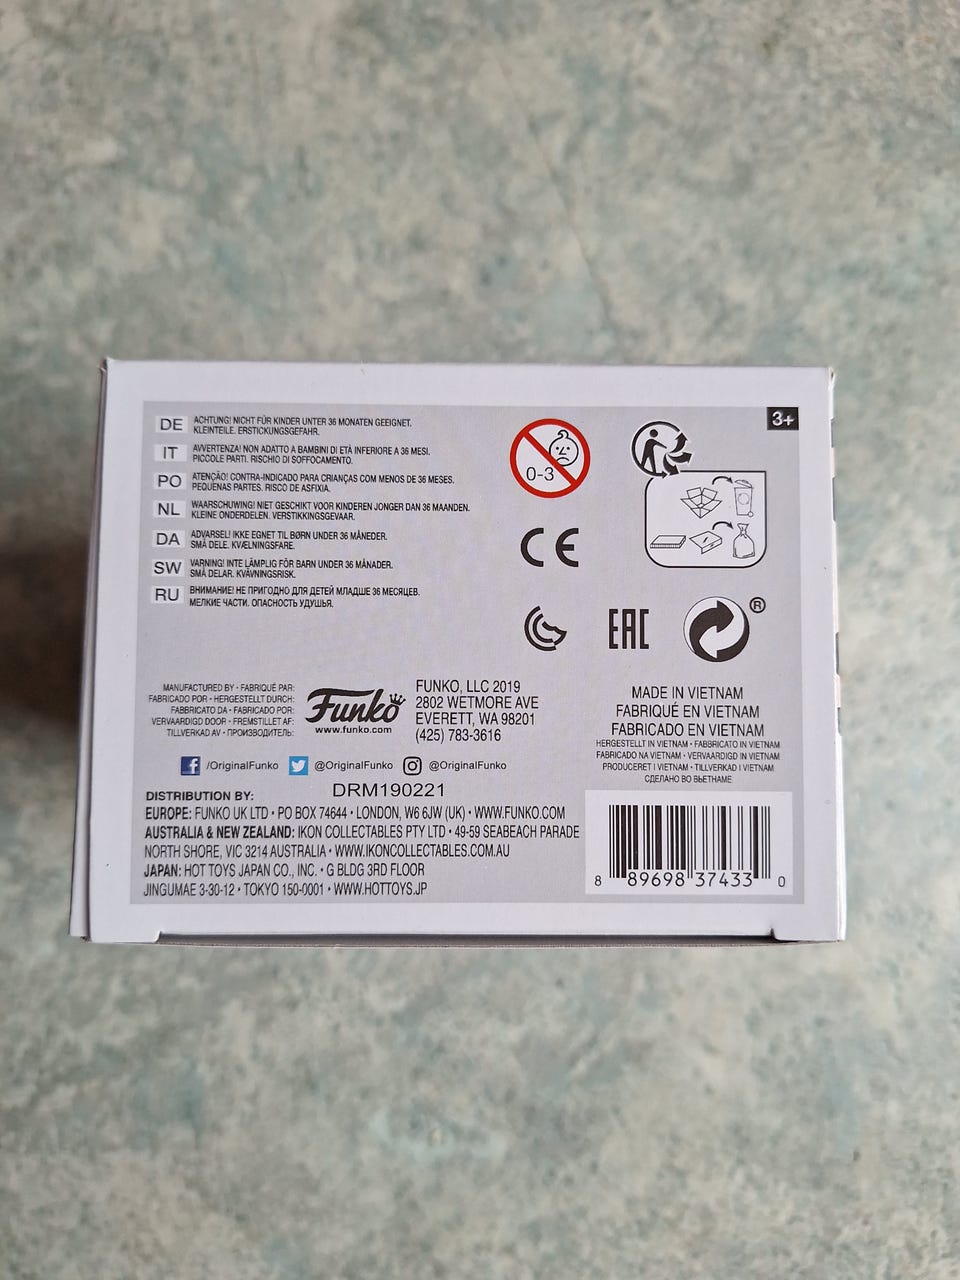 DE ACHTUNG! NICHT FÜR KINDER UNTER 36 MONATEN GEEIGNET.
KLEINTEILE. ERSTICKUNGSGEFAHR.
IT AVVERTENZA! NON ADATTO A BAMBINI DI ETÀ INFERIORE A 36 MESI.
PICCOLE PARTI. RISCHIO DI SOFFOCAMENTO.
PO ATENÇÃO! CONTRA-INDICADO PARA CRIANÇAS COM MENOS DE 36 MESES.
PEQUENAS PARTES. RISCO DE ASFIXIA.
NL WAARSCHUWING! NIET GESCHIKT VOOR KINDEREN JONGER DAN 36 MAANDEN.
KLEINE ONDERDELEN. VERSTIKKINGSGEVAAR.
DA ADVARSEL! IKKE EGNET TIL BØRN UNDER 36 MÅNEDER.
SMÅ DELE. KVÆLNINGSFARE.
SW VARNING! INTE LÄMPLIG FÖR BARN UNDER 36 MÅNADER.
SMÅ DELAR. KVÄVNINGSRISK.
RU ВНИМАНИЕ! НЕ ПРИГОДНО ДЛЯ ДЕТЕЙ МЛАДШЕ 36 МЕСЯЦЕВ.
МЕЛКИЕ ЧАСТИ. ОПАСНОСТЬ УДУШЬЯ.
0-3
3+
CE
EAC
®
MANUFACTURED BY • FABRIQUÉ PAR:
FABRICADO POR • HERGESTELLT DURCH:
FABBRICATO DA • FABRICADO POR:
VERVAARDIGD DOOR • FREMSTILLET AF:
TILLVERKAD AV • ПРОИЗВОДИТЕЛЬ:
Funko
www.funko.com
FUNKO, LLC 2019
2802 WETMORE AVE
EVERETT, WA 98201
(425) 783-3616
MADE IN VIETNAM
FABRIQUÉ EN VIETNAM
FABRICADO EN VIETNAM
HERGESTELLT IN VIETNAM • FABBRICATO IN VIETNAM
FABRICADO NA VIETNAM • VERVAARDIGD IN VIETNAM
PRODUCERET I VIETNAM • TILLVERKAD I VIETNAM
СДЕЛАНО ВО ВЬЕТНАМЕ
f /OriginalFunko @OriginalFunko @OriginalFunko
DRM190221
DISTRIBUTION BY:
EUROPE: FUNKO UK LTD • PO BOX 74644 • LONDON, W6 6JW (UK) • WWW.FUNKO.COM
AUSTRALIA & NEW ZEALAND: IKON COLLECTABLES PTY LTD • 49-59 SEABEACH PARADE
NORTH SHORE, VIC 3214 AUSTRALIA • WWW.IKONCOLLECTABLES.COM.AU
JAPAN: HOT TOYS JAPAN CO., INC. • G BLDG 3RD FLOOR
JINGUMAE 3-30-12 • TOKYO 150-0001 • WWW.HOTTOYS.JP
8 89698 37433 0